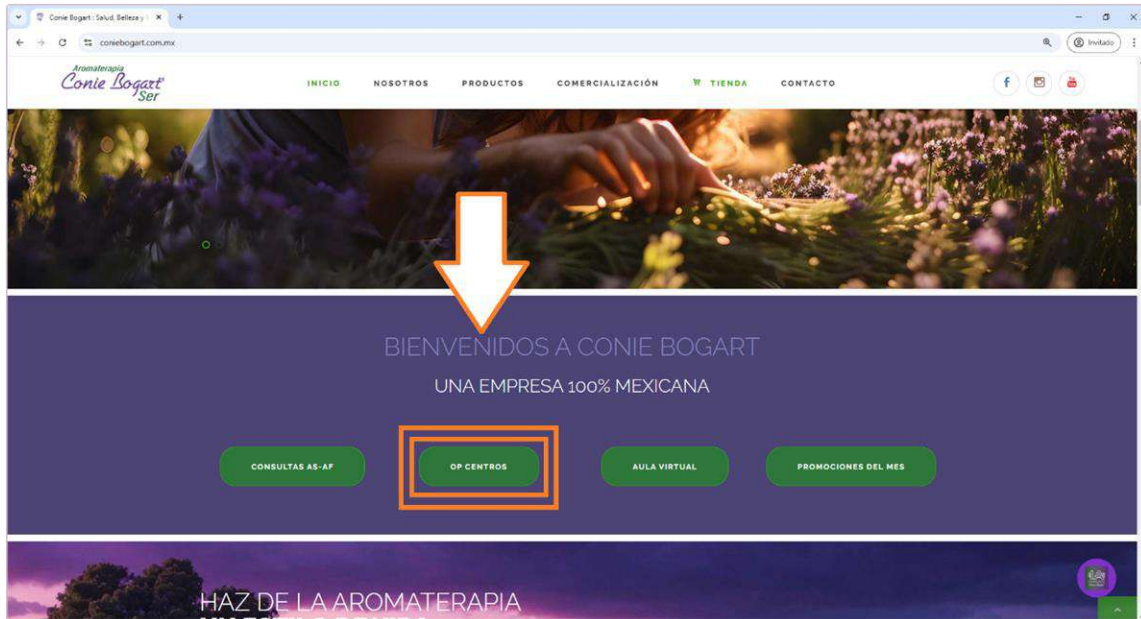 Conie Bogart : Salud, Belleza y
coniebogart.com.mx
Invitado
Aromaterapia
Conie Bogart
Ser
INICIO NOSOTROS PRODUCTOS COMERCIALIZACIÓN TIENDA CONTACTO
BIENVENIDOS A CONIE BOGART
UNA EMPRESA 100% MEXICANA
CONSULTAS AS-AF OP CENTROS AULA VIRTUAL PROMOCIONES DEL MES
HAZ DE LA AROMATERAPIA